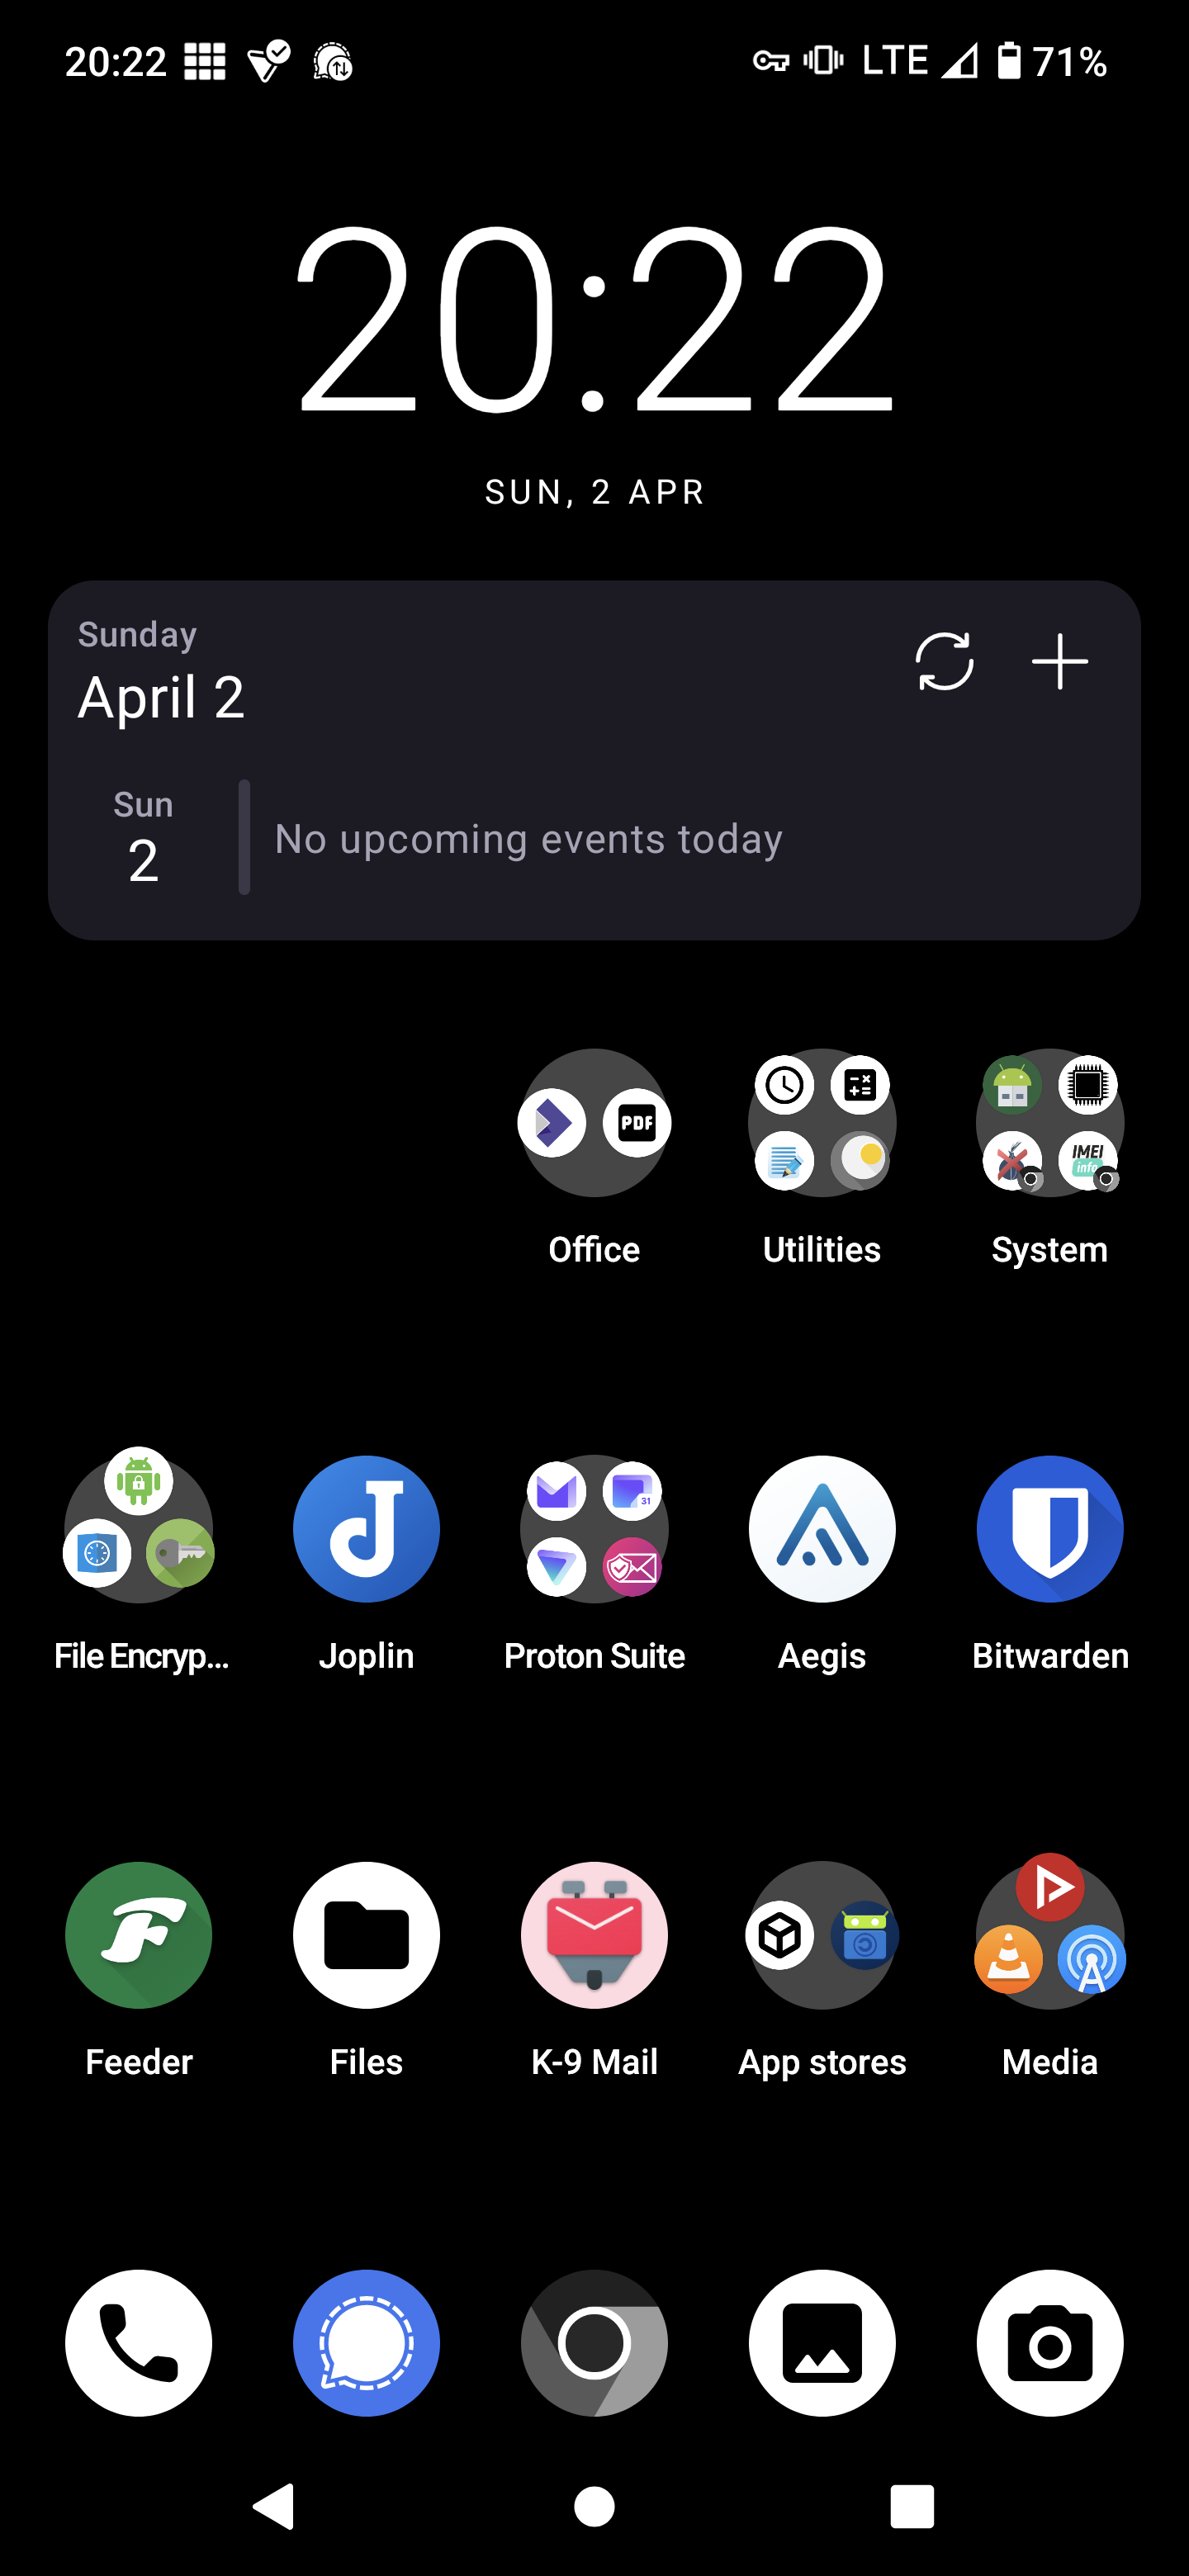 20:22 LTE 71%
20:22
SUN, 2 APR
Sunday
April 2
Sun
2
No upcoming events today
PDF
IMEI
info
Office Utilities System
31
File Encryp... Joplin Proton Suite Aegis Bitwarden
Feeder Files K-9 Mail App stores Media